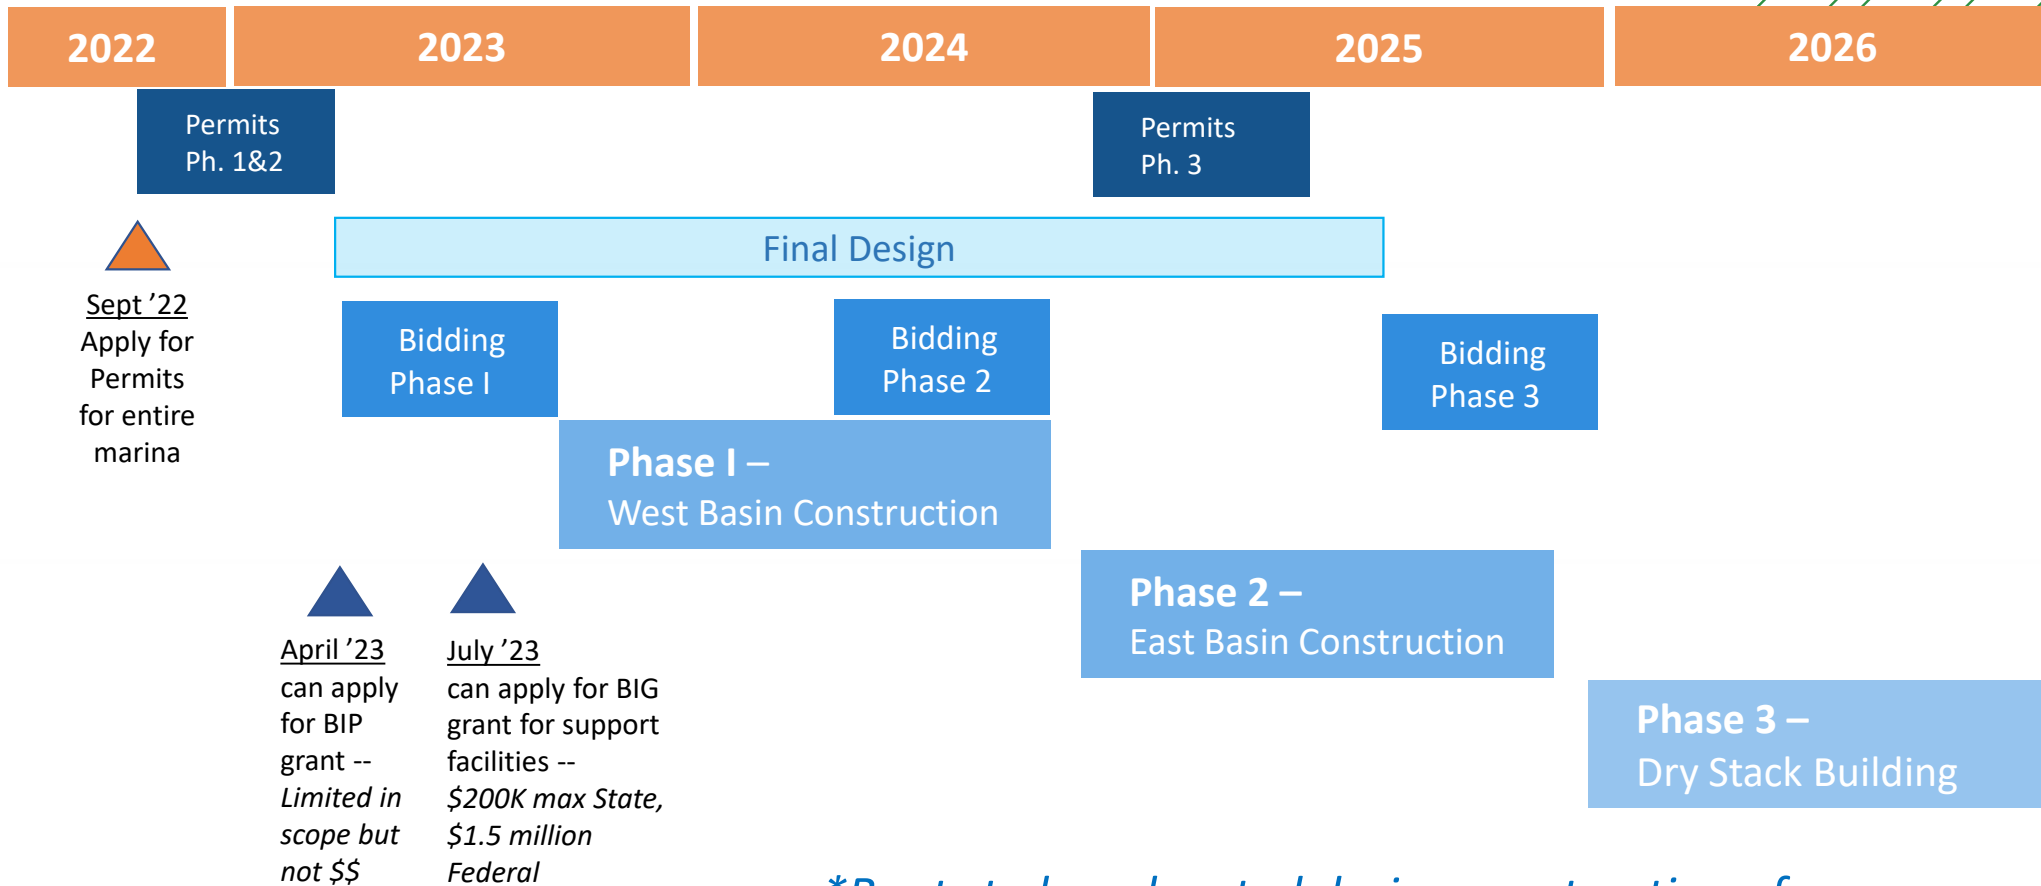 2022
2023
2024
2025
2026
Permits
Ph. 1&2
Permits
Ph. 3
Final Design
Sept ’22
Apply for
Permits
for entire
marina
Bidding
Phase I
Bidding
Phase 2
Bidding
Phase 3
Phase I –
West Basin Construction
Phase 2 –
East Basin Construction
Phase 3 –
Dry Stack Building
April ’23
can apply
for BIP
grant --
Limited in
scope but
not $$
July ’23
can apply for BIG
grant for support
facilities --
$200K max State,
$1.5 million
Federal